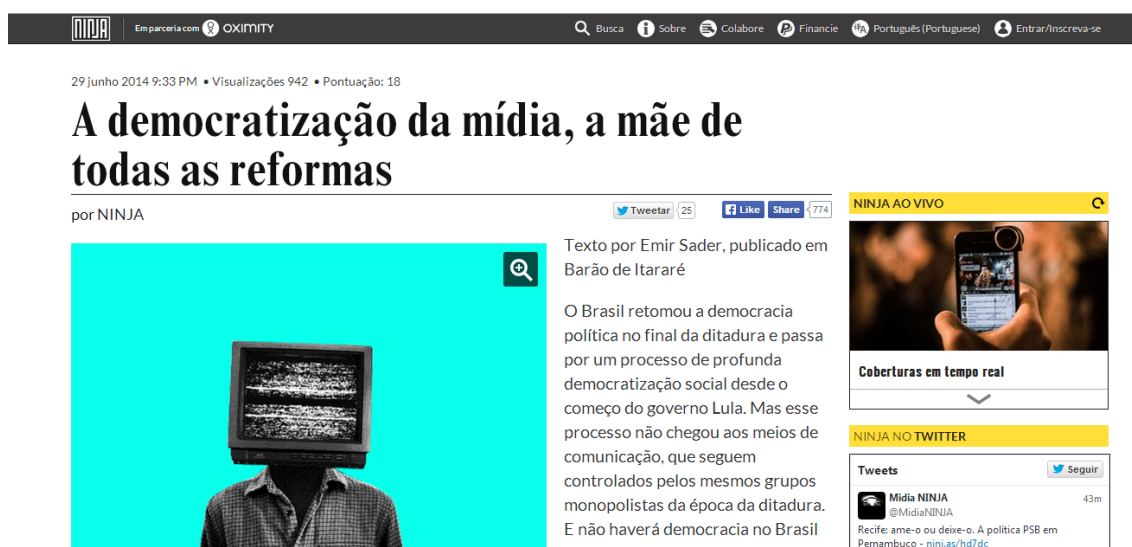 NINJA
Em parceria com OXIMITY
Busca
Sobre
Colabore
Financie
Português (Portuguese)
Entrar/Inscreva-se
29 junho 2014 9:33 PM • Visualizações 942 • Pontuação: 18
A democratização da mídia, a mãe de
todas as reformas
por NINJA
Tweetar 25
Like Share 774
Texto por Emir Sader, publicado em
Barão de Itararé
O Brasil retomou a democracia
política no final da ditadura e passa
por um processo de profunda
democratização social desde o
começo do governo Lula. Mas esse
processo não chegou aos meios de
comunicação, que seguem
controlados pelos mesmos grupos
monopolistas da época da ditadura.
E não haverá democracia no Brasil
NINJA AO VIVO
Coberturas em tempo real
NINJA NO TWITTER
Tweets
Seguir
Midia NINJA 43m
@MidiaNINJA
Recife: ame-o ou deixe-o. A política PSB em
Pernambuco - nini.as/hd7dc